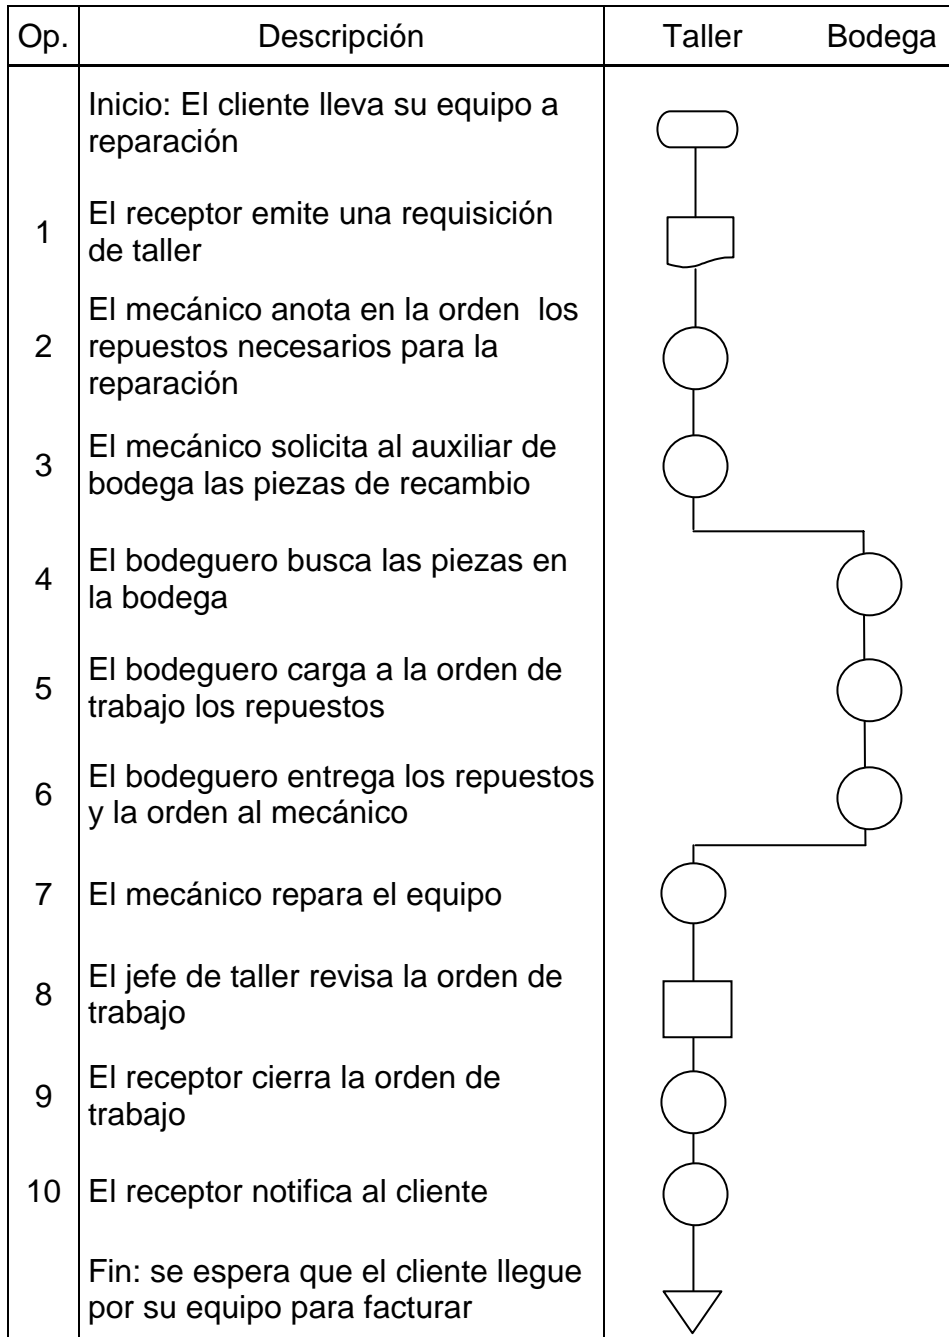 Op. Descripción Taller Bodega
Inicio: El cliente lleva su equipo a
reparación
1 El receptor emite una requisición
de taller
2 El mecánico anota en la orden  los
repuestos necesarios para la
reparación
3 El mecánico solicita al auxiliar de
bodega las piezas de recambio
4 El bodeguero busca las piezas en
la bodega
5 El bodeguero carga a la orden de
trabajo los repuestos
6 El bodeguero entrega los repuestos
y la orden al mecánico
7 El mecánico repara el equipo
8 El jefe de taller revisa la orden de
trabajo
9 El receptor cierra la orden de
trabajo
10 El receptor notifica al cliente
Fin: se espera que el cliente llegue
por su equipo para facturar